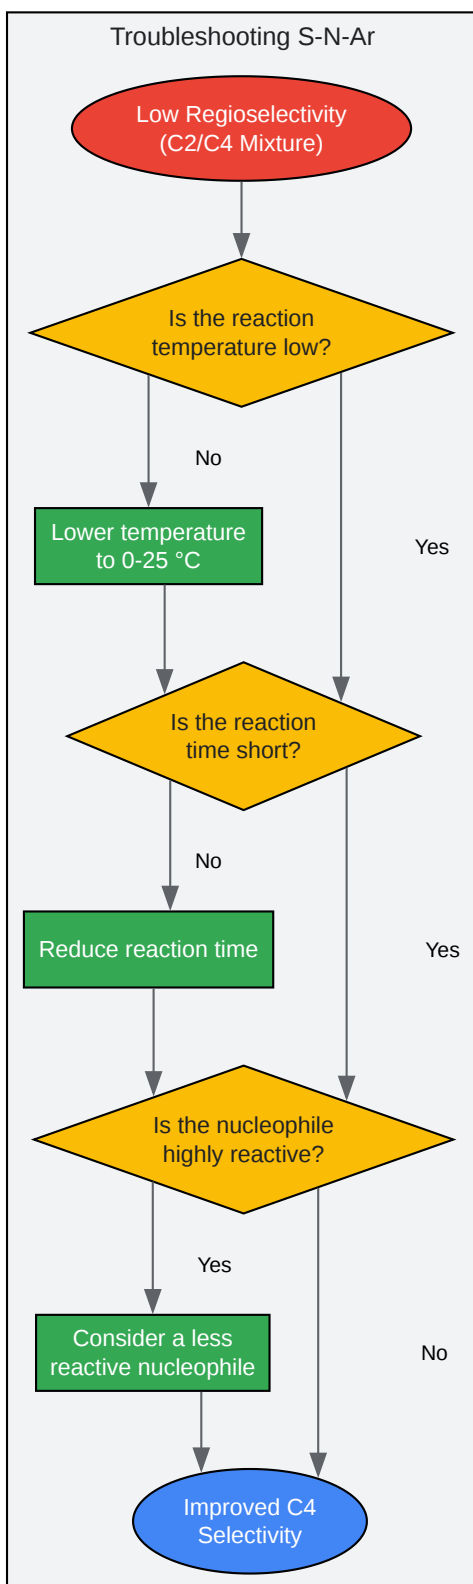 Troubleshooting S-N-Ar
Low Regioselectivity
(C2/C4 Mixture)
Is the reaction
temperature low?
No
Lower temperature
to 0-25 °C
Yes
Is the reaction
time short?
No
Reduce reaction time
Yes
Is the nucleophile
highly reactive?
Yes
Consider a less
reactive nucleophile
No
Improved C4
Selectivity